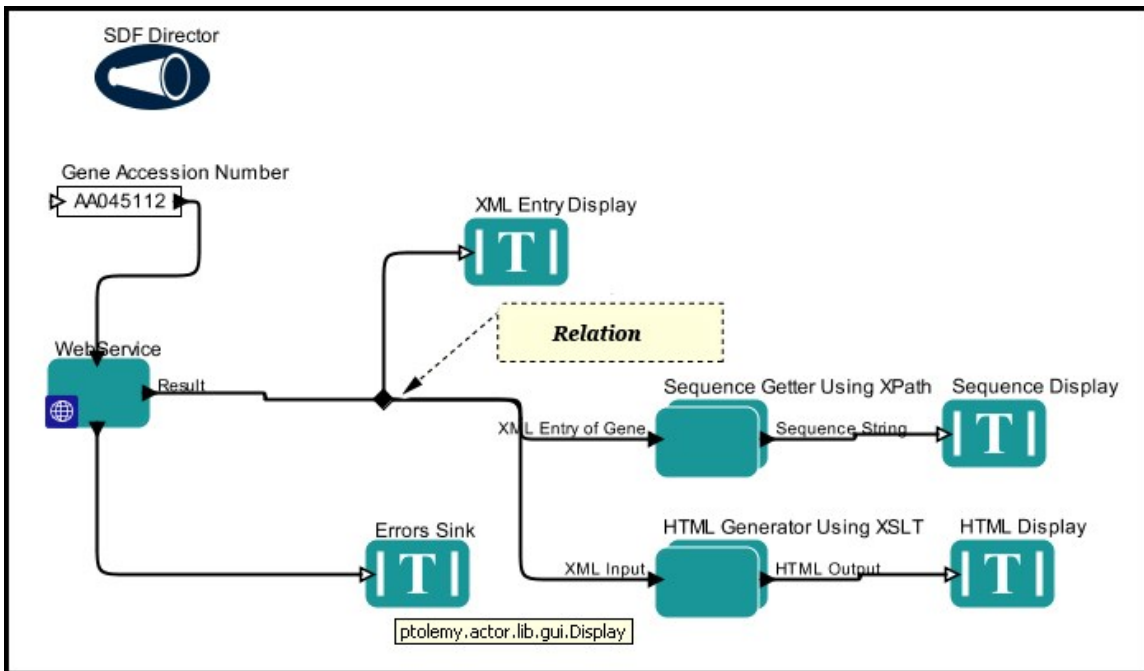 SDF Director
Gene Accession Number
AA045112
XML Entry Display
T
Relation
WebService
Result
Sequence Getter Using XPath
Sequence Display
XML Entry of Gene
Sequence String
T
Errors Sink
T
HTML Generator Using XSLT
HTML Display
XML Input
HTML Output
T
ptolemy.actor.lib.gui.Display